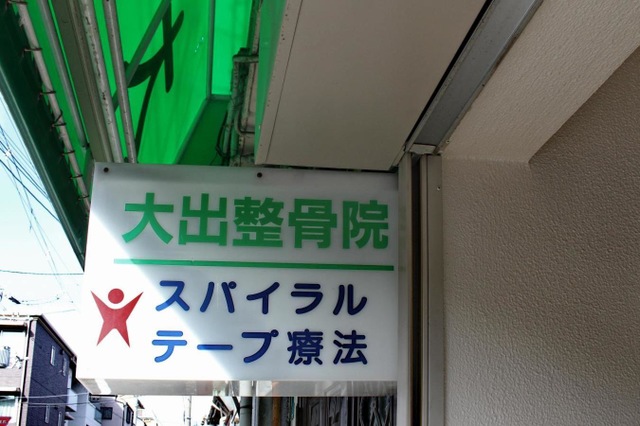 大出整骨院
スパイラル
テープ療法